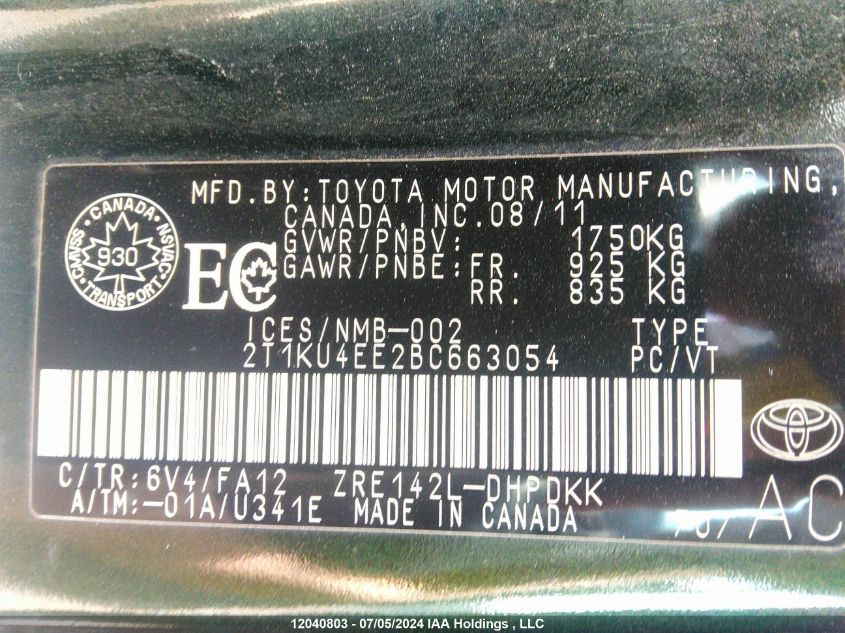 MFD.BY:TOYOTA MOTOR MANUFACTURING,
CANADA,INC.08/11
CANADA
CMVSS 930 NSVAC
TRANSPORT
EC
GVWR/PNBV: 1750KG
GAWR/PNBE:FR. 925 KG
RR. 835 KG
ICES/NMB-002 TYPE
2T1KU4EE2BC663054 PC/VT
C/TR:6V4/FA12 ZRE142L-DHPDKK
A/TM:-01A/U341E MADE IN CANADA
AC
12040803 - 07/05/2024 IAA Holdings , LLC